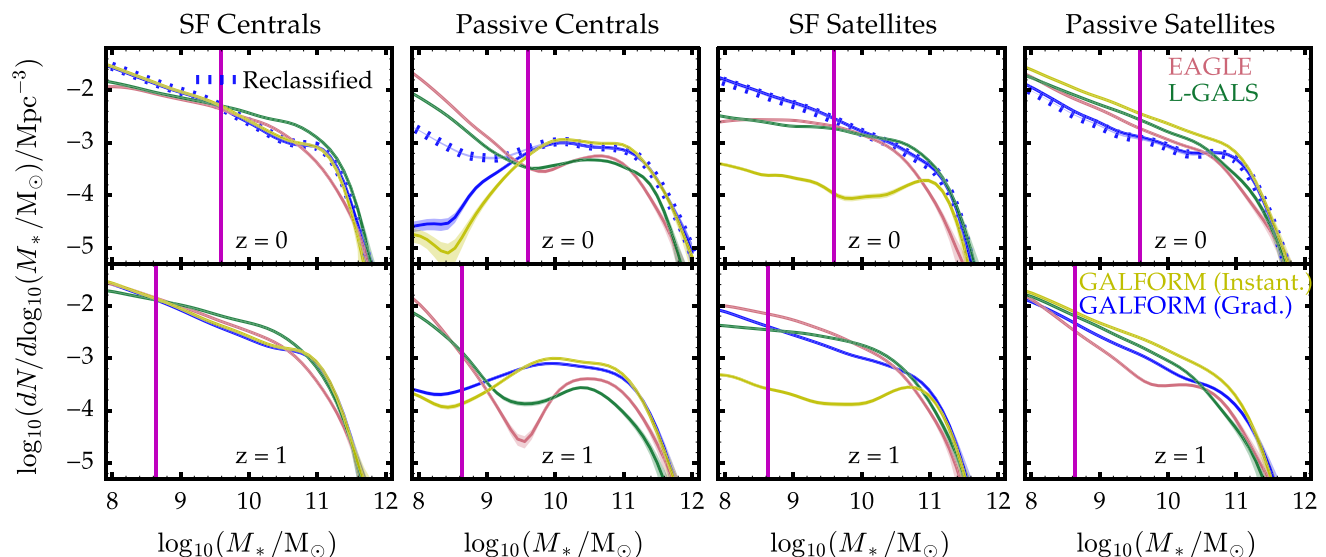 SF Centrals Passive Centrals SF Satellites Passive Satellites
Reclassified
EAGLE
L-GALS
−2
−3
−4
−5
z = 0 z = 0 z = 0 z = 0
GALFORM (Instant.)
GALFORM (Grad.)
−2
−3
−4
−5
z = 1 z = 1 z = 1 z = 1
8 9 10 11 12 8 9 10 11 12 8 9 10 11 12 8 9 10 11 12
log₁₀(M∗/M⊙) log₁₀(M∗/M⊙) log₁₀(M∗/M⊙) log₁₀(M∗/M⊙)
log₁₀(dN/dlog₁₀(M∗/M⊙)/Mpc⁻³)